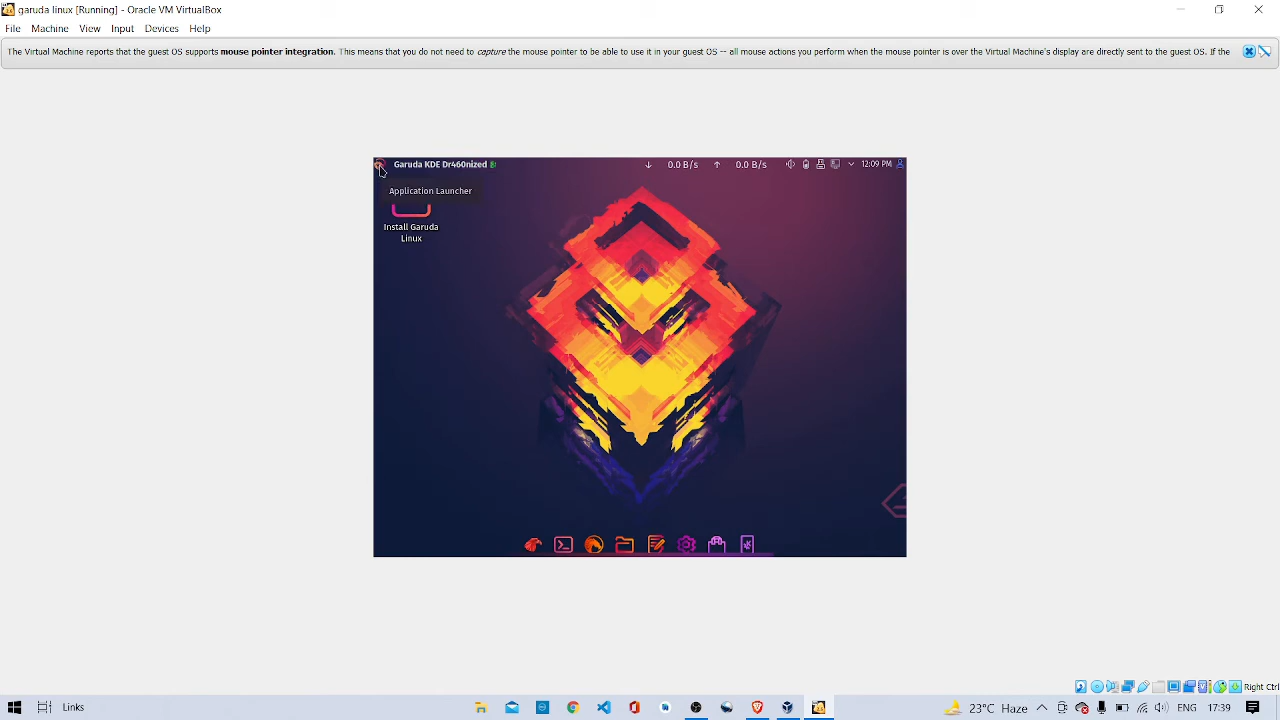 garuda linux [Running] - Oracle VM VirtualBox
File Machine View Input Devices Help
The Virtual Machine reports that the guest OS supports mouse pointer integration. This means that you do not need to capture the mouse pointer to be able to use it in your guest OS -- all mouse actions you perform when the mouse pointer is over the Virtual Machine's display are directly sent to the guest OS. If the
Garuda KDE Dr460nized 0.0 B/s 0.0 B/s 12:09 PM
Application Launcher
Install Garuda
Linux
Right Ctrl
Links 23°C Haze ENG 17:39